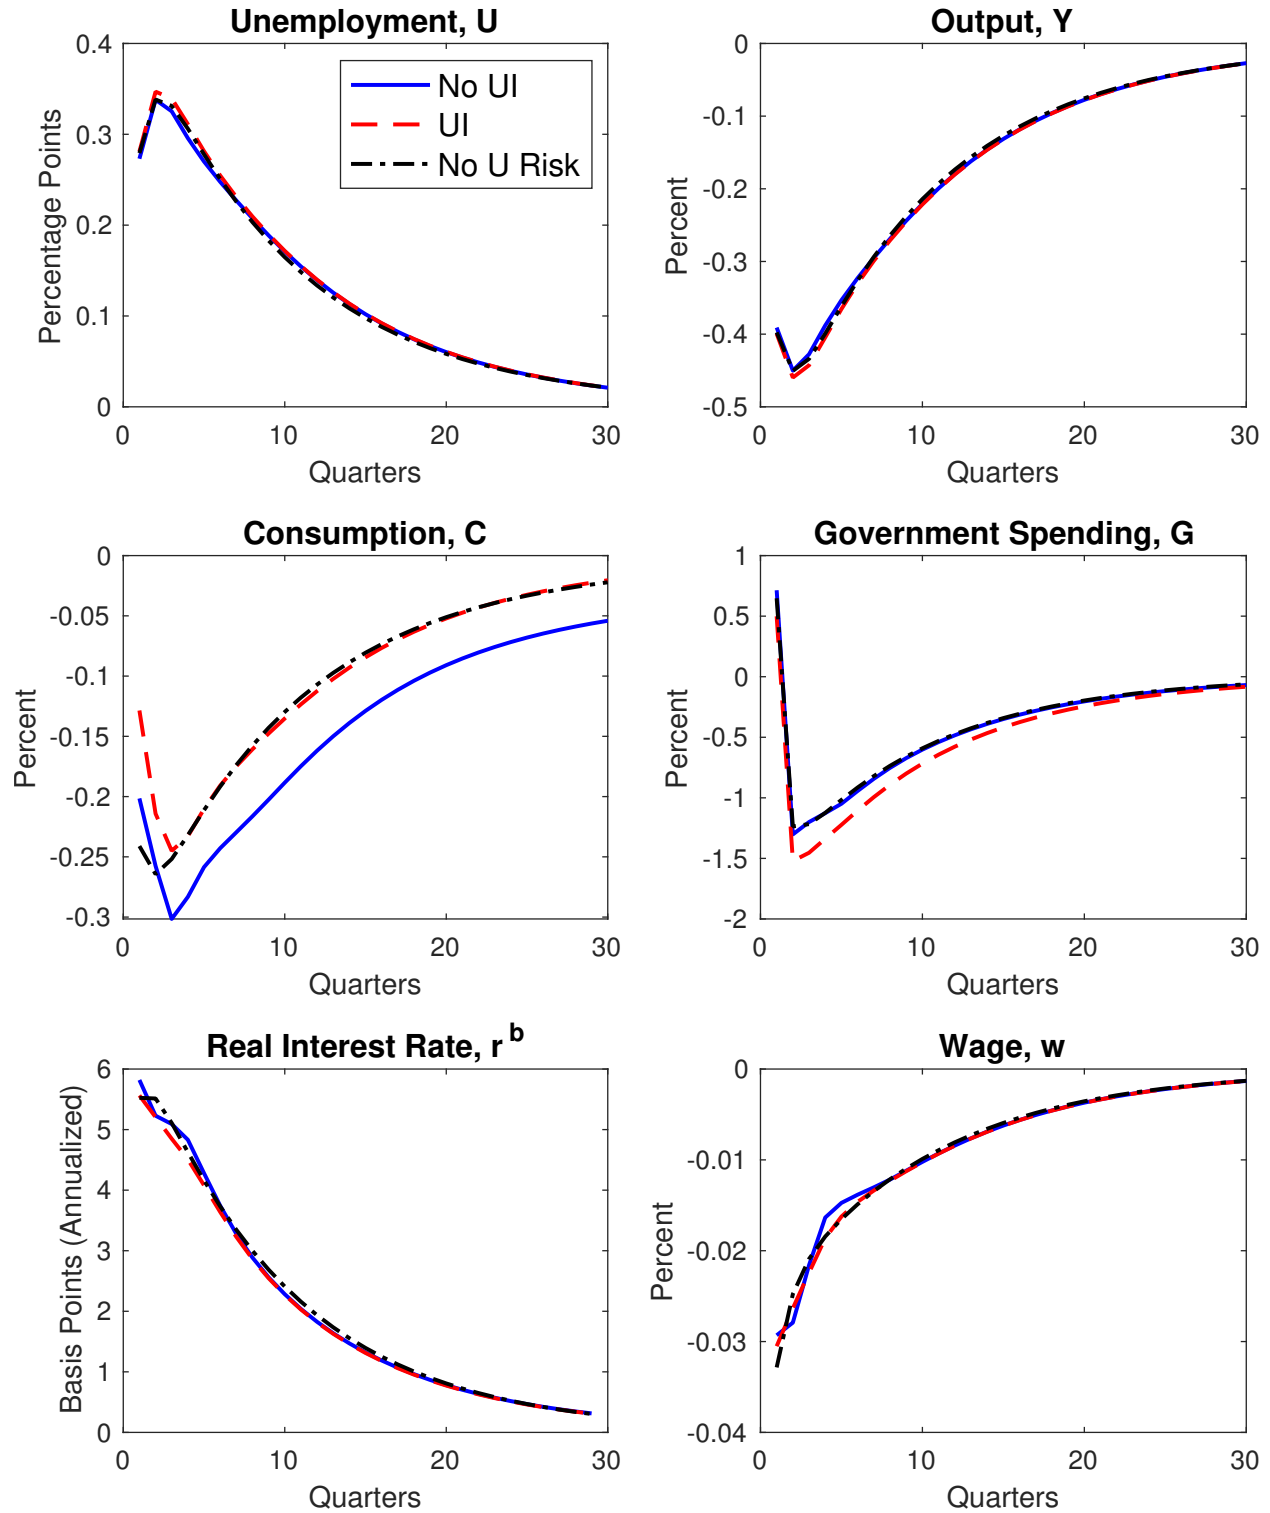 Unemployment, U
0.4
0.3
0.2
0.1
0
Percentage Points
No UI
UI
No U Risk
0 10 20 30
Quarters
Output, Y
0
-0.1
-0.2
-0.3
-0.4
-0.5
Percent
0 10 20 30
Quarters
Consumption, C
0
-0.05
-0.1
-0.15
-0.2
-0.25
-0.3
Percent
0 10 20 30
Quarters
Government Spending, G
1
0.5
0
-0.5
-1
-1.5
-2
Percent
0 10 20 30
Quarters
Real Interest Rate, r b
6
5
4
3
2
1
0
Basis Points (Annualized)
0 10 20 30
Quarters
Wage, w
0
-0.01
-0.02
-0.03
-0.04
Percent
0 10 20 30
Quarters